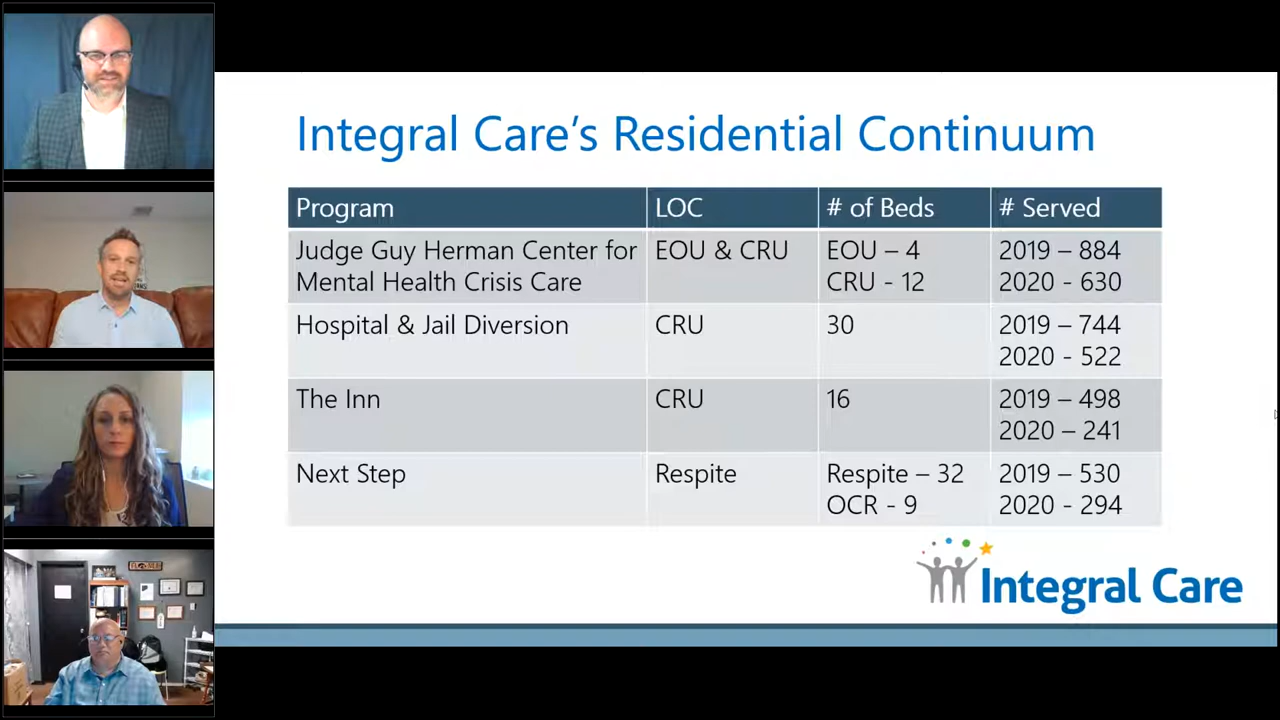 Integral Care's Residential Continuum
Program LOC # of Beds # Served
Judge Guy Herman Center for Mental Health Crisis Care EOU & CRU EOU – 4 CRU - 12 2019 – 884 2020 - 630
Hospital & Jail Diversion CRU 30 2019 – 744 2020 - 522
The Inn CRU 16 2019 – 498 2020 – 241
Next Step Respite Respite – 32 OCR - 9 2019 – 530 2020 - 294
Integral Care